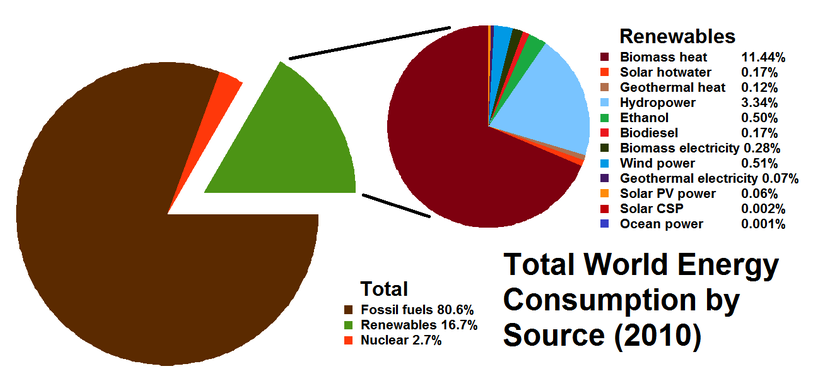 Renewables
Biomass heat 11.44%
Solar hotwater 0.17%
Geothermal heat 0.12%
Hydropower 3.34%
Ethanol 0.50%
Biodiesel 0.17%
Biomass electricity 0.28%
Wind power 0.51%
Geothermal electricity 0.07%
Solar PV power 0.06%
Solar CSP 0.002%
Ocean power 0.001%
Total World Energy
Consumption by
Source (2010)
Total
Fossil fuels 80.6%
Renewables 16.7%
Nuclear 2.7%